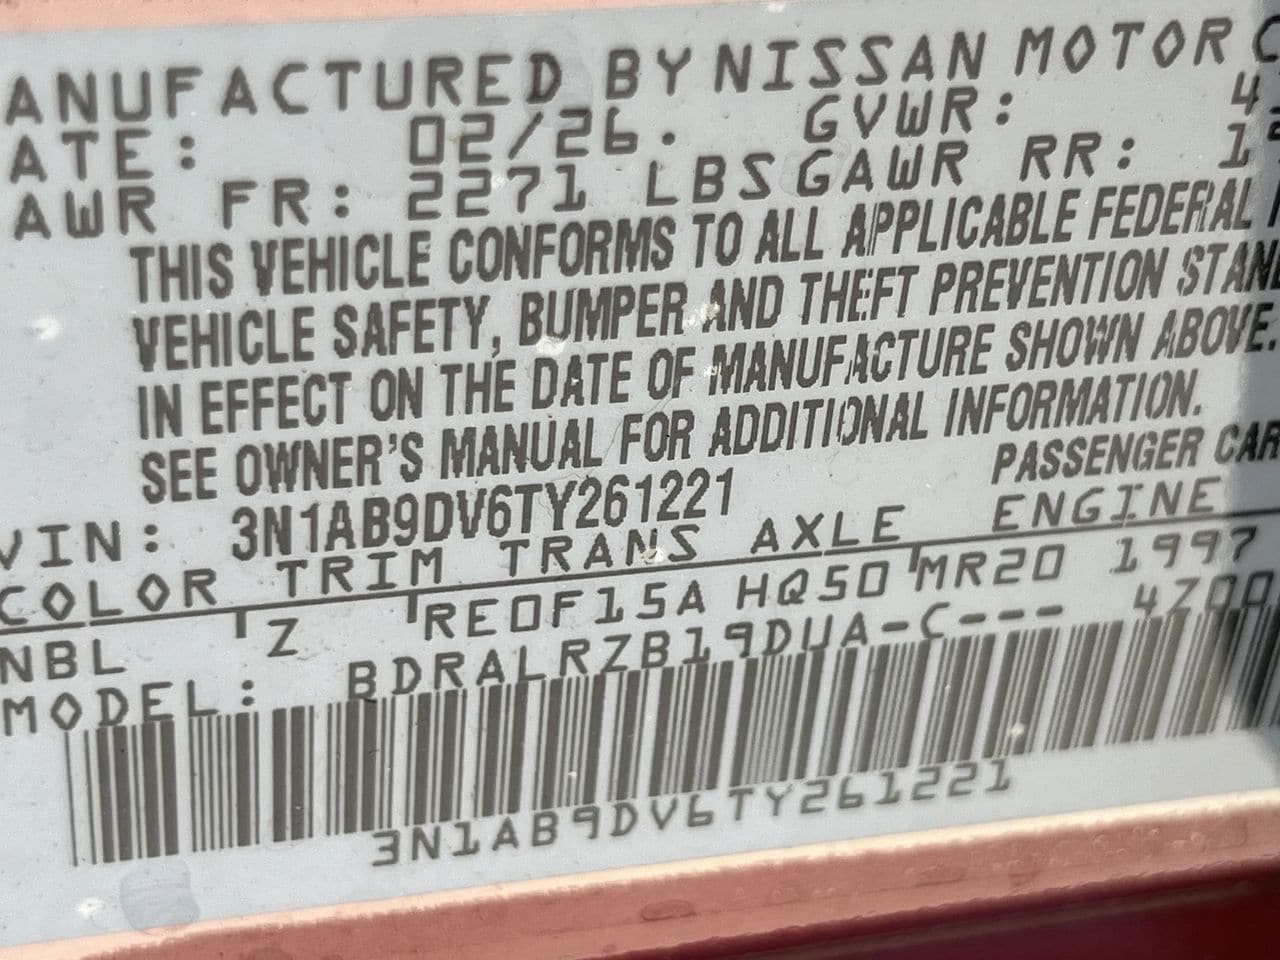 ANUFACTURED BY NISSAN MOTOR C
ATE: 02/26. GVWR: 4
AWR FR: 2271 LBS GAWR RR: 1
THIS VEHICLE CONFORMS TO ALL APPLICABLE FEDERAL
VEHICLE SAFETY, BUMPER AND THEFT PREVENTION STAN
IN EFFECT ON THE DATE OF MANUFACTURE SHOWN ABOVE.
SEE OWNER'S MANUAL FOR ADDITIONAL INFORMATION.
VIN: 3N1AB9DV6TY261221 PASSENGER CAR
COLOR TRIM TRANS AXLE ENGINE
NBL Z RE0F15A HQ50 MR20 1997
MODEL: BDRALRZB19DUA-C---
3N1AB9DV6TY261221